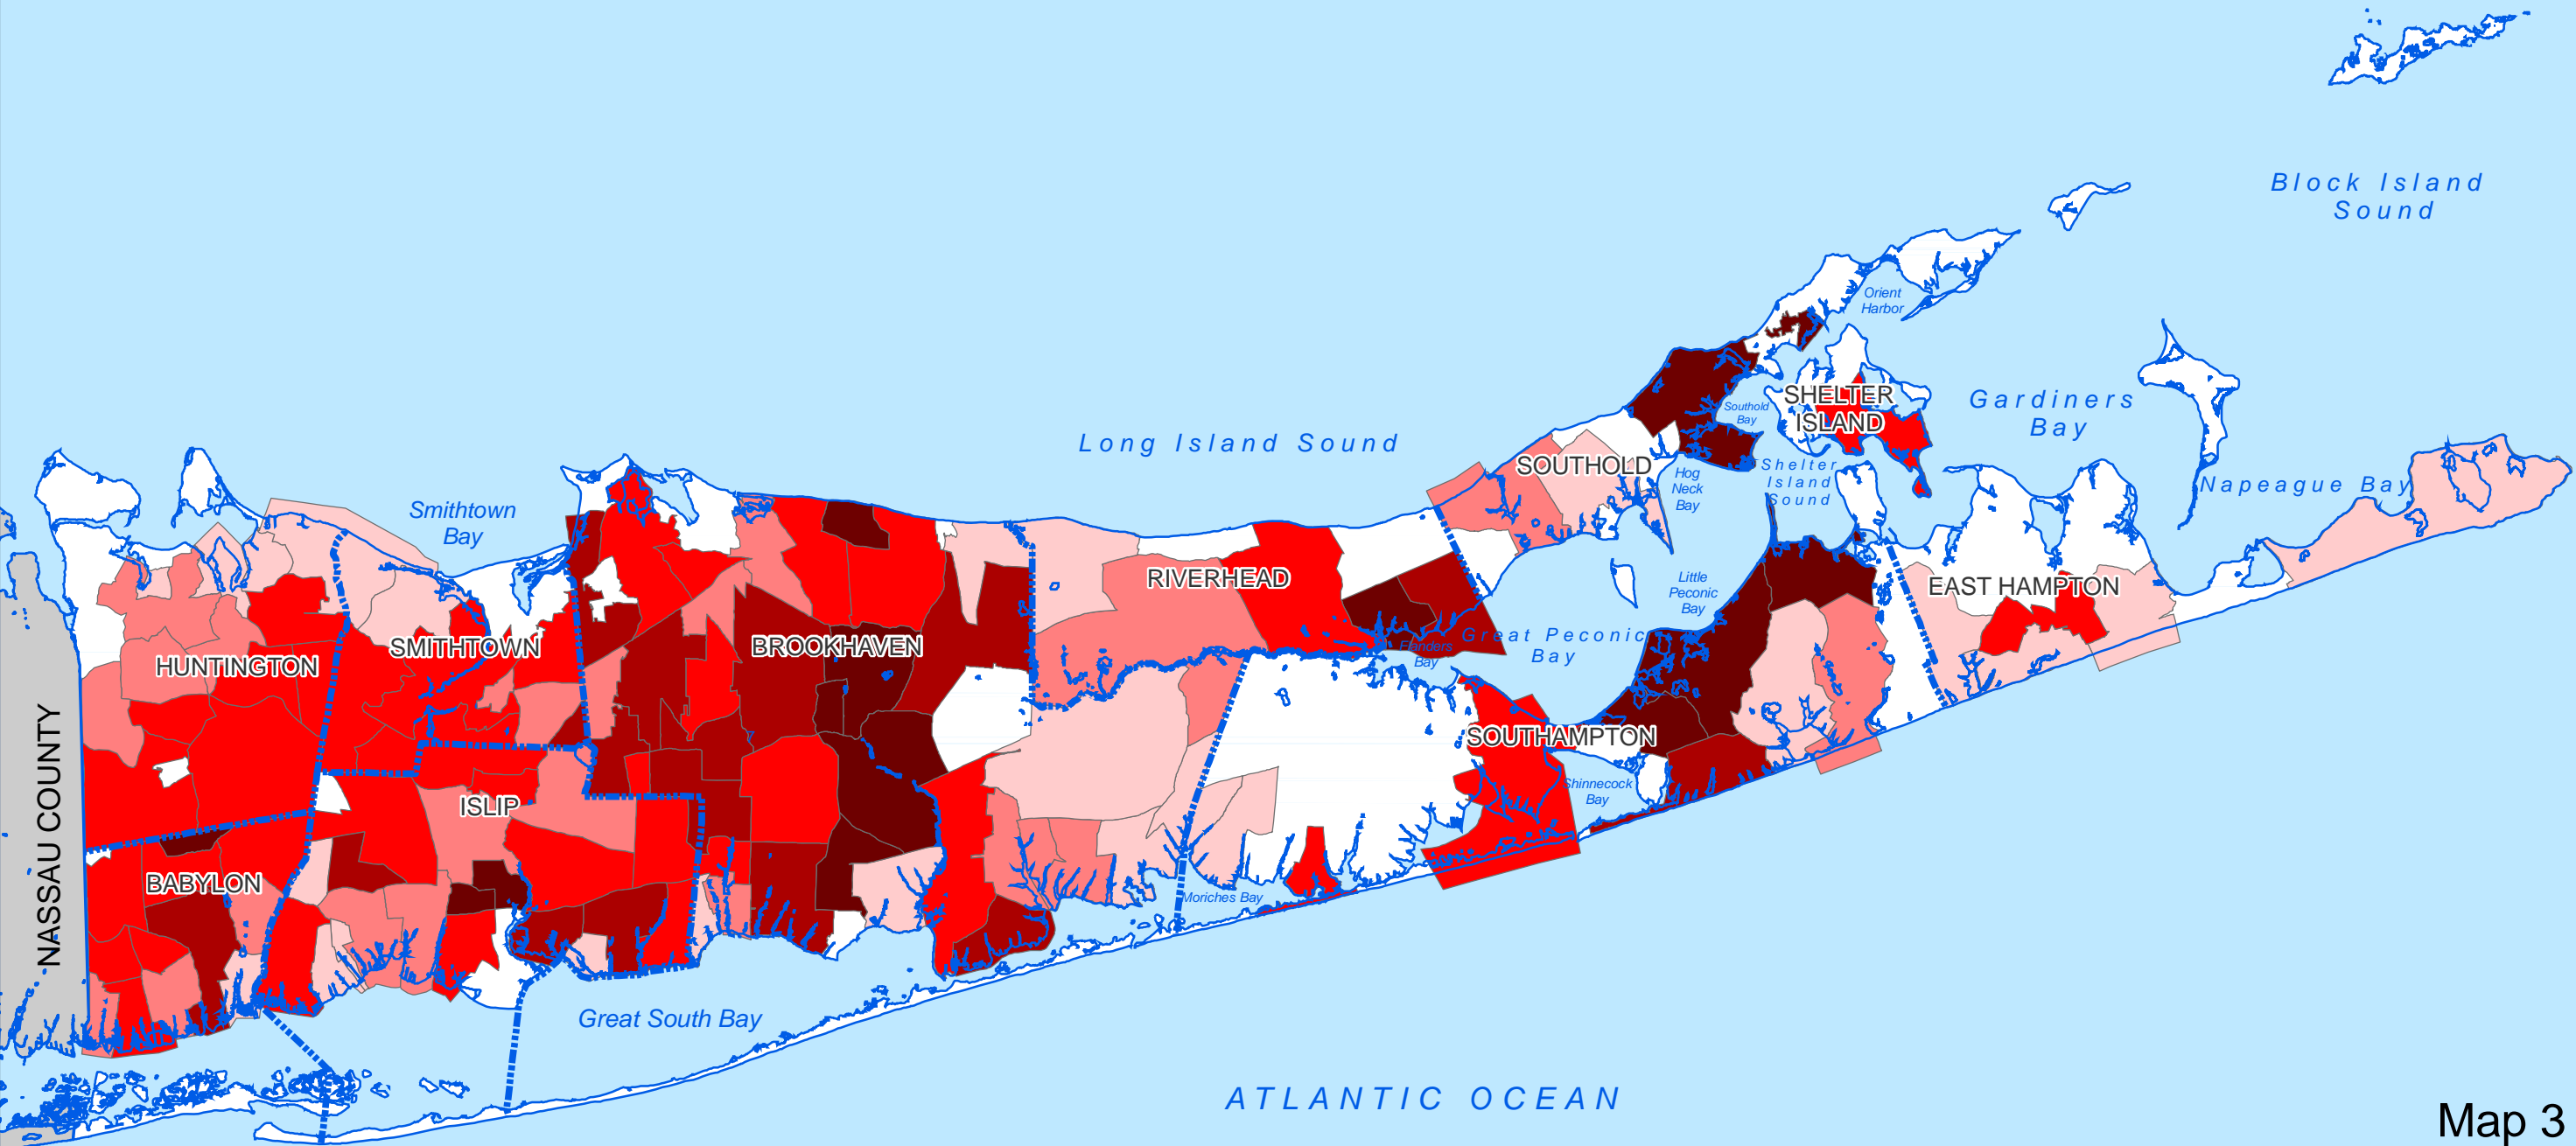 Block Island
Sound
Orient
Harbor
SHELTER
ISLAND
Gardiners
Bay
Southold
Bay
Long Island Sound
SOUTHOLD
Hog
Neck
Bay
Shelter
Island
Sound
Napeague Bay
Smithtown
Bay
RIVERHEAD
EAST HAMPTON
Little
Peconic
Bay
Great Peconic
Bay
Flanders
Bay
SMITHTOWN
BROOKHAVEN
HUNTINGTON
SOUTHAMPTON
Shinnecock
Bay
NASSAU COUNTY
ISLIP
BABYLON
Moriches Bay
Great South Bay
ATLANTIC OCEAN
Map 3